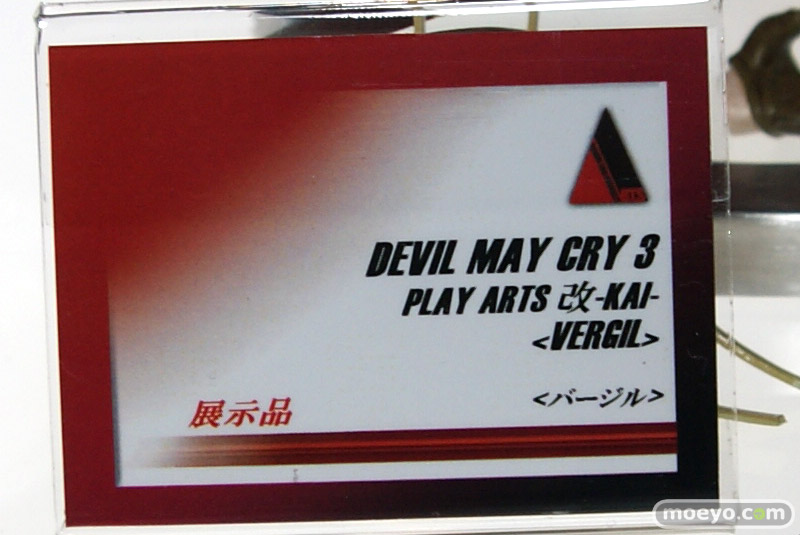 DEVIL MAY CRY 3
PLAY ARTS 改-KAI-
<VERGIL>
<バージル>
展示品
moeyo.com